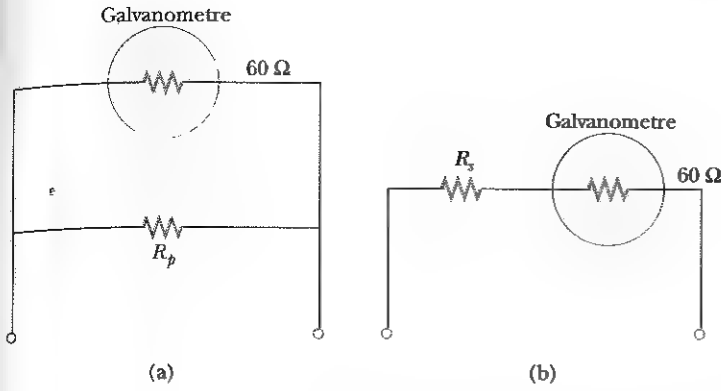 Galvanometre
60 Ω
R_p
(a)
Galvanometre
R_s
60 Ω
(b)